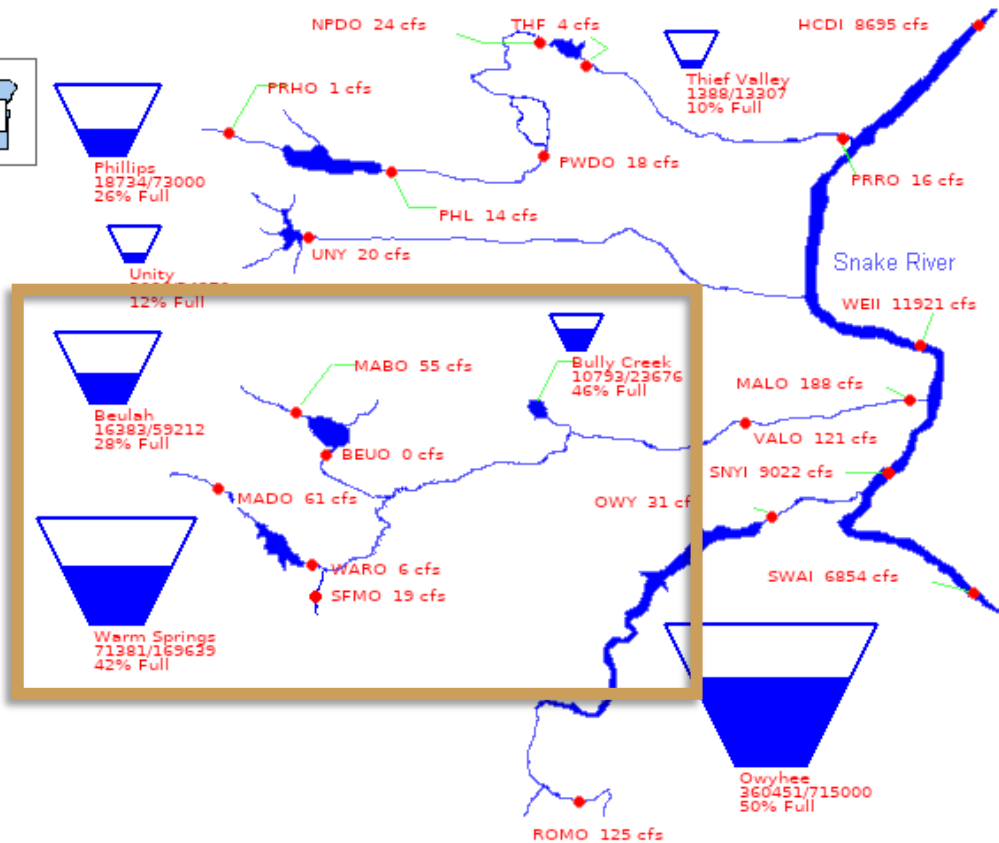 NPDO 24 cfs
THF 4 cfs
HCDI 8695 cfs
Thief Valley
1388/13307
10% Full
PRHO 1 cfs
Phillips
18734/73000
26% Full
PWDO 18 cfs
PRRO 16 cfs
PHL 14 cfs
UNY 20 cfs
Unity
12% Full
Snake River
WEII 11921 cfs
Beulah
16383/59212
28% Full
MABO 55 cfs
Bully Creek
10793/23676
46% Full
MALO 188 cfs
VALO 121 cfs
BEUO 0 cfs
SNYI 9022 cfs
MADO 61 cfs
OWY 31 cf
WARO 6 cfs
SFMO 19 cfs
SWAI 6854 cfs
Warm Springs
71381/169639
42% Full
Owyhee
360451/715000
50% Full
ROMO 125 cfs